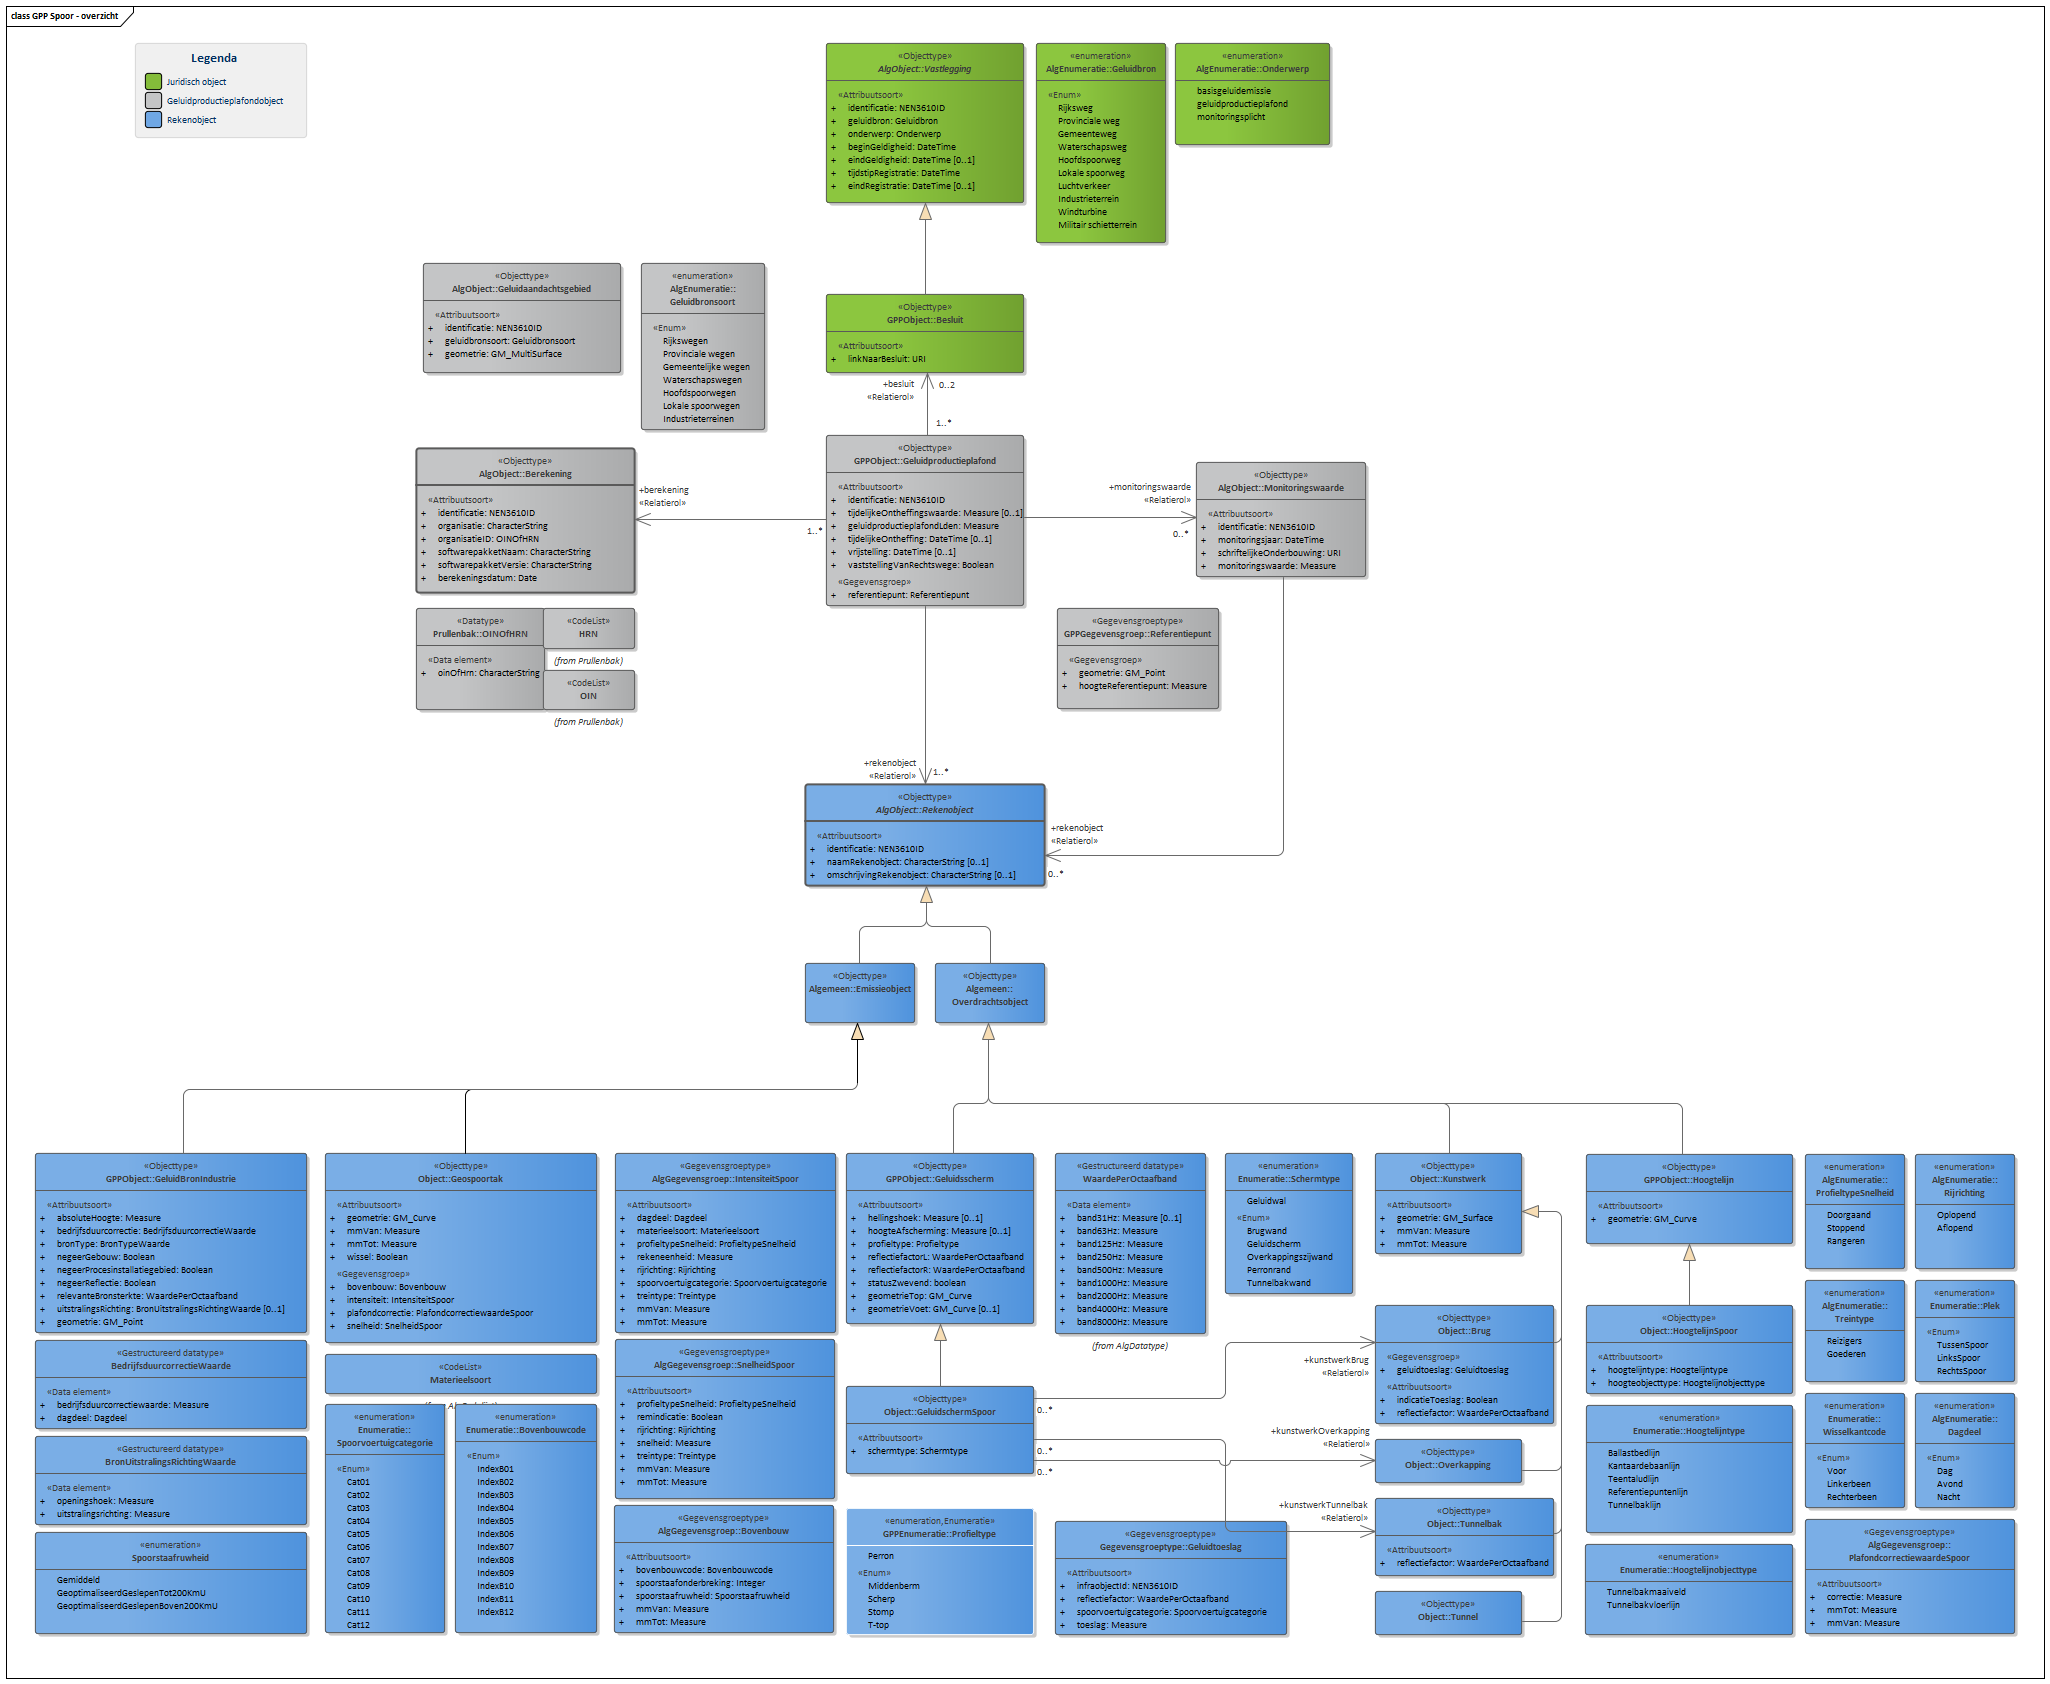 class GPP Spoor - overzicht
Legenda
Juridisch object
Geluidproductieplafondobject
Rekenobject
«Objecttype»
AlgObject::Vastlegging
«Attribuutsoort»
+ identificatie: NEN3610ID
+ geluidbron: Geluidbron
+ onderwerp: Onderwerp
+ beginGeldigheid: DateTime
+ eindGeldigheid: DateTime [0..1]
+ tijdstipRegistratie: DateTime
+ eindRegistratie: DateTime [0..1]
«enumeration»
AlgEnumeratie::Geluidbron
«Enum»
Rijksweg
Provinciale weg
Gemeenteweg
Waterschapsweg
Hoofdspoorweg
Lokale spoorweg
Luchtverkeer
Industrieterrein
Windturbine
Militair schietterrein
«enumeration»
AlgEnumeratie::Onderwerp
basisgeluidemissie
geluidproductieplafond
monitoringsplicht
«Objecttype»
AlgObject::Geluidaandachtsgebied
«Attribuutsoort»
+ identificatie: NEN3610ID
+ geluidbronsoort: Geluidbronsoort
+ geometrie: GM_MultiSurface
«enumeration»
AlgEnumeratie::
Geluidbronsoort
«Enum»
Rijkswegen
Provinciale wegen
Gemeentelijke wegen
Waterschapswegen
Hoofdspoorwegen
Lokale spoorwegen
Industrieterreinen
«Objecttype»
GPPObject::Besluit
«Attribuutsoort»
+ linkNaarBesluit: URI
+besluit
«Relatierol»
0..2
1..*
«Objecttype»
AlgObject::Berekening
«Attribuutsoort»
+ identificatie: NEN3610ID
+ organisatie: CharacterString
+ organisatieID: OINOfHRN
+ softwarepakketNaam: CharacterString
+ softwarepakketVersie: CharacterString
+ berekeningsdatum: Date
+berekening
«Relatierol»
1..*
«Objecttype»
GPPObject::Geluidproductieplafond
«Attribuutsoort»
+ identificatie: NEN3610ID
+ tijdelijkeOntheffingswaarde: Measure [0..1]
+ geluidproductieplafondLden: Measure
+ tijdelijkeOntheffing: DateTime [0..1]
+ vrijstelling: DateTime [0..1]
+ vaststellingVanRechtswege: Boolean
«Gegevensgroep»
+ referentiepunt: Referentiepunt
+monitoringswaarde
«Relatierol»
0..*
«Objecttype»
AlgObject::Monitoringswaarde
«Attribuutsoort»
+ identificatie: NEN3610ID
+ monitoringsjaar: DateTime
+ schriftelijkeOnderbouwing: URI
+ monitoringswaarde: Measure
«Datatype»
Prullenbak::OINOfHRN
«Data element»
+ oinOfHrn: CharacterString
«CodeList»
HRN
(from Prullenbak)
«CodeList»
OIN
(from Prullenbak)
«Gegevensgroeptype»
GPPGegevensgroep::Referentiepunt
«Gegevensgroep»
+ geometrie: GM_Point
+ hoogteReferentiepunt: Measure
+rekenobject
«Relatierol»
1..*
«Objecttype»
AlgObject::Rekenobject
«Attribuutsoort»
+ identificatie: NEN3610ID
+ naamRekenobject: CharacterString [0..1]
+ omschrijvingRekenobject: CharacterString [0..1]
+rekenobject
«Relatierol»
0..*
«Objecttype»
Algemeen::Emissieobject
«Objecttype»
Algemeen::
Overdrachtsobject
«Objecttype»
GPPObject::GeluidBronIndustrie
«Attribuutsoort»
+ absoluteHoogte: Measure
+ bedrijfsduurcorrectie: BedrijfsduurcorrectieWaarde
+ bronType: BronTypeWaarde
+ negeerGebouw: Boolean
+ negeerProcesinstallatiegebied: Boolean
+ negeerReflectie: Boolean
+ relevanteBronsterkte: WaardePerOctaafband
+ uitstralingsRichting: BronUitstralingsRichtingWaarde [0..1]
+ geometrie: GM_Point
«Gestructureerd datatype»
BedrijfsduurcorrectieWaarde
«Data element»
+ bedrijfsduurcorrectiewaarde: Measure
+ dagdeel: Dagdeel
«Gestructureerd datatype»
BronUitstralingsRichtingWaarde
«Data element»
+ openingshoek: Measure
+ uitstralingsrichting: Measure
«enumeration»
Spoorstaafruwheid
Gemiddeld
GeoptimaliseerdGeslepenTot200KmU
GeoptimaliseerdGeslepenBoven200KmU
«Objecttype»
Object::Geospoortak
«Attribuutsoort»
+ geometrie: GM_Curve
+ mmVan: Measure
+ mmTot: Measure
+ wissel: Boolean
«Gegevensgroep»
+ bovenbouw: Bovenbouw
+ intensiteit: IntensiteitSpoor
+ plafondcorrectie: PlafondcorrectiewaardeSpoor
+ snelheid: SnelheidSpoor
«CodeList»
Materieelsoort
«enumeration»
Enumeratie::
Spoorvoertuigcategorie
«Enum»
Cat01
Cat02
Cat03
Cat04
Cat05
Cat06
Cat07
Cat08
Cat09
Cat10
Cat11
Cat12
«enumeration»
Enumeratie::Bovenbouwcode
«Enum»
IndexB01
IndexB02
IndexB03
IndexB04
IndexB05
IndexB06
IndexB07
IndexB08
IndexB09
IndexB10
IndexB11
IndexB12
«Gegevensgroeptype»
AlgGegevensgroep::IntensiteitSpoor
«Attribuutsoort»
+ dagdeel: Dagdeel
+ materieelsoort: Materieelsoort
+ profieltypeSnelheid: ProfieltypeSnelheid
+ rekeneenheid: Measure
+ rijrichting: Rijrichting
+ spoorvoertuigcategorie: Spoorvoertuigcategorie
+ treintype: Treintype
+ mmVan: Measure
+ mmTot: Measure
«Gegevensgroeptype»
AlgGegevensgroep::SnelheidSpoor
«Attribuutsoort»
+ profieltypeSnelheid: ProfieltypeSnelheid
+ remindicatie: Boolean
+ rijrichting: Rijrichting
+ snelheid: Measure
+ treintype: Treintype
+ mmVan: Measure
+ mmTot: Measure
«Gegevensgroeptype»
AlgGegevensgroep::Bovenbouw
«Attribuutsoort»
+ bovenbouwcode: Bovenbouwcode
+ spoorstaafonderbreking: Integer
+ spoorstaafruwheid: Spoorstaafruwheid
+ mmVan: Measure
+ mmTot: Measure
«Objecttype»
GPPObject::Geluidsscherm
«Attribuutsoort»
+ hellingshoek: Measure [0..1]
+ hoogteAfscherming: Measure [0..1]
+ profieltype: Profieltype
+ reflectiefactorL: WaardePerOctaafband
+ reflectiefactorR: WaardePerOctaafband
+ statusZwevend: boolean
+ geometrieTop: GM_Curve
+ geometrieVoet: GM_Curve [0..1]
«Objecttype»
Object::GeluidschermSpoor
«Attribuutsoort»
+ schermtype: Schermtype
0..*
0..*
0..*
«enumeration,Enumeratie»
GPPEnumeratie::Profieltype
Perron
«Enum»
Middenberm
Scherp
Stomp
T-top
«Gestructureerd datatype»
WaardePerOctaafband
«Data element»
+ band31Hz: Measure [0..1]
+ band63Hz: Measure
+ band125Hz: Measure
+ band250Hz: Measure
+ band500Hz: Measure
+ band1000Hz: Measure
+ band2000Hz: Measure
+ band4000Hz: Measure
+ band8000Hz: Measure
(from AlgDatatype)
«enumeration»
Enumeratie::Schermtype
Geluidwal
«Enum»
Brugwand
Geluidscherm
Overkappingszijwand
Perronrand
Tunnelbakwand
«Gegevensgroeptype»
Gegevensgroeptype::Geluidtoeslag
«Attribuutsoort»
+ infraobjectId: NEN3610ID
+ reflectiefactor: WaardePerOctaafband
+ spoorvoertuigcategorie: Spoorvoertuigcategorie
+ toeslag: Measure
«Objecttype»
Object::Kunstwerk
«Attribuutsoort»
+ geometrie: GM_Surface
+ mmVan: Measure
+ mmTot: Measure
+kunstwerkBrug
«Relatierol»
«Objecttype»
Object::Brug
«Gegevensgroep»
+ geluidtoeslag: Geluidtoeslag
«Attribuutsoort»
+ indicatieToeslag: Boolean
+ reflectiefactor: WaardePerOctaafband
+kunstwerkOverkapping
«Relatierol»
«Objecttype»
Object::Overkapping
+kunstwerkTunnelbak
«Relatierol»
«Objecttype»
Object::Tunnelbak
«Attribuutsoort»
+ reflectiefactor: WaardePerOctaafband
«Objecttype»
Object::Tunnel
«Objecttype»
GPPObject::Hoogtelijn
«Attribuutsoort»
+ geometrie: GM_Curve
«Objecttype»
Object::HoogtelijnSpoor
«Attribuutsoort»
+ hoogtelijntype: Hoogtelijntype
+ hoogteobjecttype: Hoogtelijnobjecttype
«enumeration»
Enumeratie::Hoogtelijntype
Ballastbedlijn
Kantaardebaanlijn
Teentaludlijn
Referentiepuntenlijn
Tunnelbaklijn
«enumeration»
Enumeratie::Hoogtelijnobjecttype
Tunnelbakmaaiveld
Tunnelbakvloerlijn
«enumeration»
AlgEnumeratie::
ProfieltypeSnelheid
Doorgaand
Stoppend
Rangeren
«enumeration»
AlgEnumeratie::
Rijrichting
Oplopend
Aflopend
«enumeration»
AlgEnumeratie::
Treintype
Reizigers
Goederen
«enumeration»
Enumeratie::Plek
«Enum»
TussenSpoor
LinksSpoor
RechtsSpoor
«enumeration»
Enumeratie::
Wisselkantcode
«Enum»
Voor
Linkerbeen
Rechterbeen
«enumeration»
AlgEnumeratie::
Dagdeel
«Enum»
Dag
Avond
Nacht
«Gegevensgroeptype»
AlgGegevensgroep::
PlafondcorrectiewaardeSpoor
«Attribuutsoort»
+ correctie: Measure
+ mmTot: Measure
+ mmVan: Measure